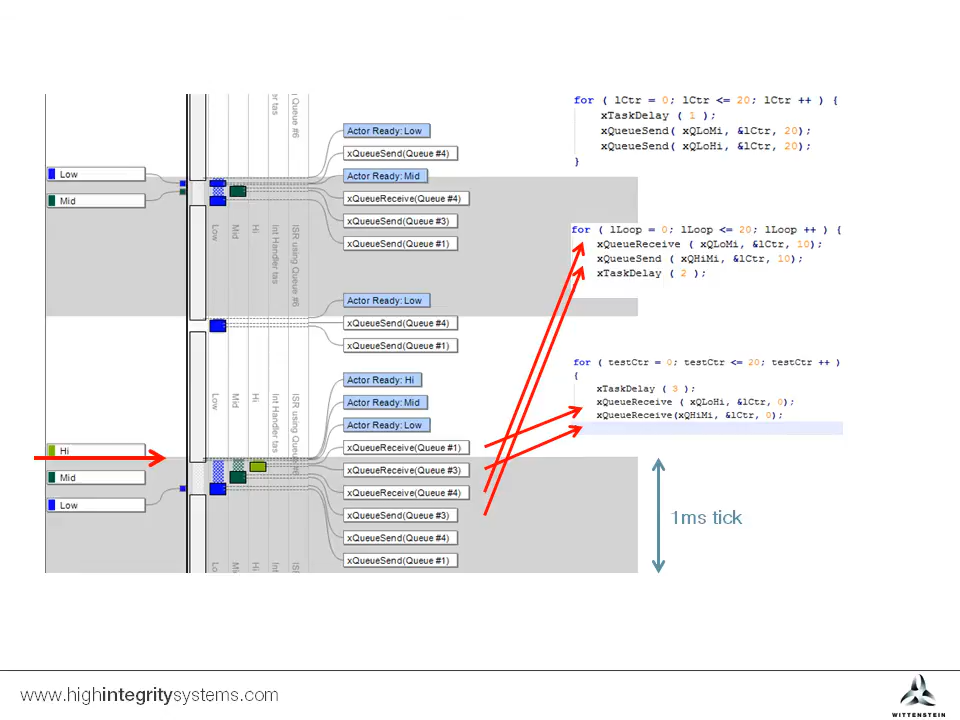 n Queue #6
er tas
Actor Ready: Low
xQueueSend(Queue #4)
Actor Ready: Mid
xQueueReceive(Queue #4)
xQueueSend(Queue #3)
xQueueSend(Queue #1)
Low
Mid
Low
Mid
Hi
Int Handler tas
ISR using Queue #6
Actor Ready: Low
xQueueSend(Queue #4)
xQueueSend(Queue #1)
Actor Ready: Hi
Actor Ready: Mid
Actor Ready: Low
xQueueReceive(Queue #1)
xQueueReceive(Queue #3)
xQueueReceive(Queue #4)
xQueueSend(Queue #3)
xQueueSend(Queue #4)
xQueueSend(Queue #1)
Low
Mid
Hi
Int Handler tas
ISR using Queue #6
Hi
Mid
Low
for ( lCtr = 0; lCtr <= 20; lCtr ++ ) {
xTaskDelay ( 1 );
xQueueSend( xQLoMi, &lCtr, 20);
xQueueSend( xQLoHi, &lCtr, 20);
}
for ( lLoop = 0; lLoop <= 20; lLoop ++ ) {
xQueueReceive ( xQLoMi, &lCtr, 10);
xQueueSend ( xQHiMi, &lCtr, 10);
xTaskDelay ( 2 );
for ( testCtr = 0; testCtr <= 20; testCtr ++ )
{
xTaskDelay ( 3 );
xQueueReceive ( xQLoHi, &lCtr, 0);
xQueueReceive(xQHiMi, &lCtr, 0);
1ms tick
www.highintegritysystems.com
WITTENSTEIN